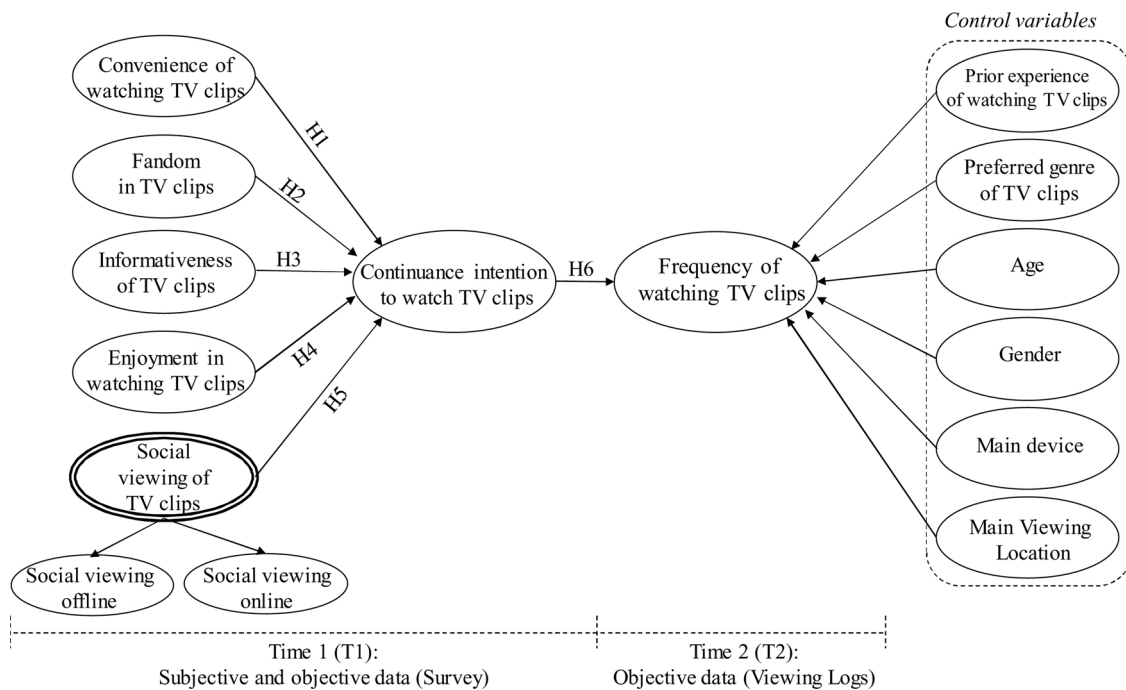 Control variables
Convenience of
watching TV clips
Fandom
in TV clips
Informativeness
of TV clips
Enjoyment in
watching TV clips
Social
viewing of
TV clips
Social viewing
offline
Social viewing
online
H1
H2
H3
H4
H5
Continuance intention
to watch TV clips
H6
Frequency of
watching TV clips
Prior experience
of watching TV clips
Preferred genre
of TV clips
Age
Gender
Main device
Main Viewing
Location
Time 1 (T1):
Subjective and objective data (Survey)
Time 2 (T2):
Objective data (Viewing Logs)